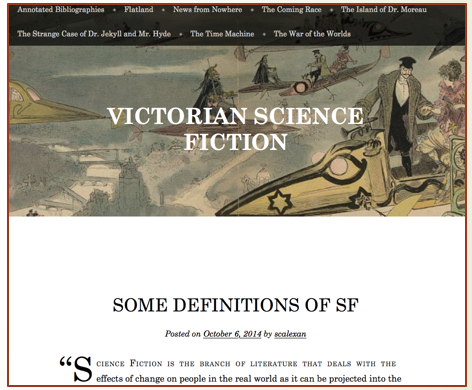 Annotated Bibliographies + Flatland + News from Nowhere + The Coming Race + The Island of Dr. Moreau
The Strange Case of Dr. Jekyll and Mr. Hyde + The Time Machine + The War of the Worlds
VICTORIAN SCIENCE
FICTION
SOME DEFINITIONS OF SF
Posted on October 6, 2014 by scalexan
“SCIENCE FICTION IS THE BRANCH OF LITERATURE THAT DEALS WITH THE
effects of change on people in the real world as it can be projected into the